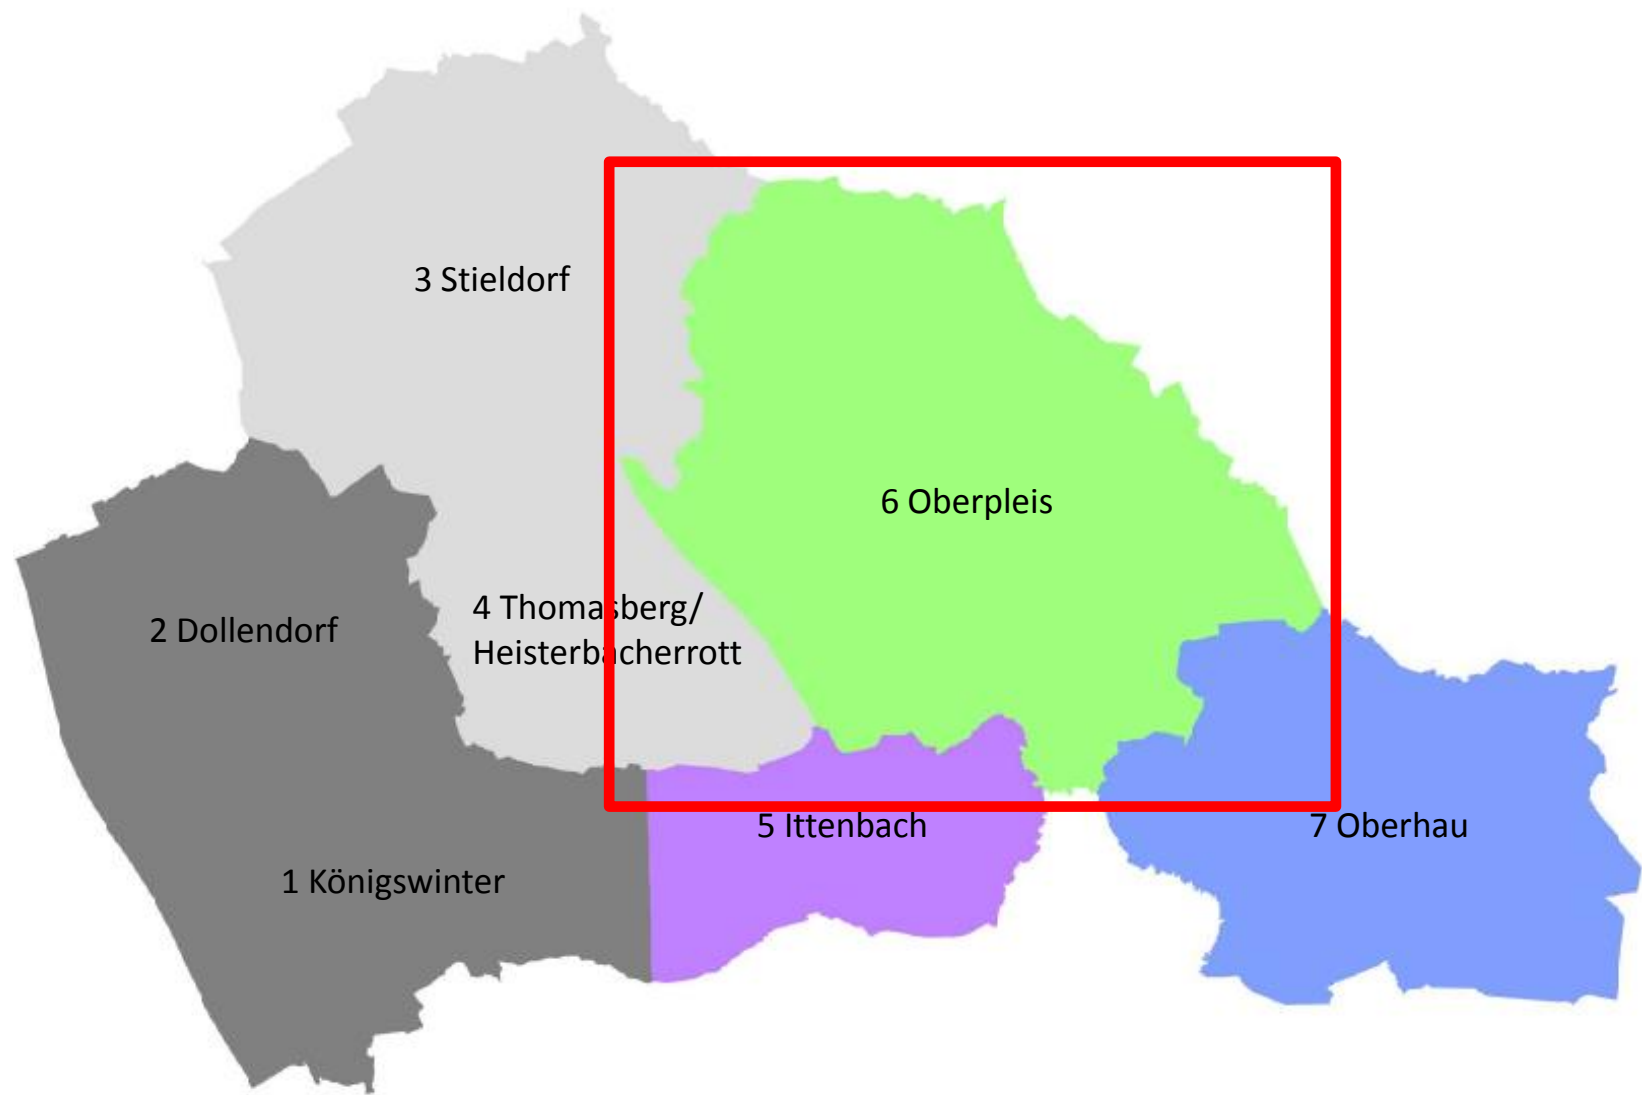 3 Stieldorf
6 Oberpleis
4 Thomasberg/
Heisterbacherrott
2 Dollendorf
5 Ittenbach
7 Oberhau
1 Königswinter